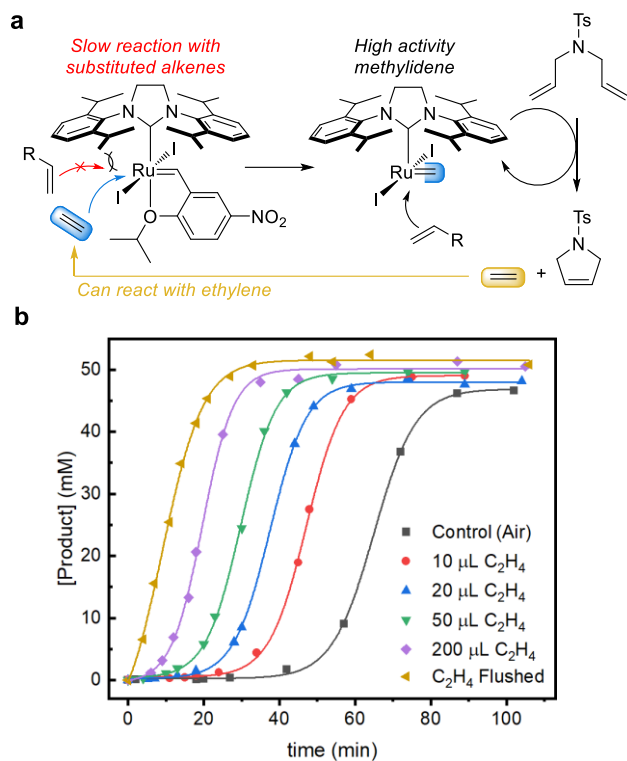 a
Slow reaction with
substituted alkenes
High activity
methylidene
Ts
N
N
N
N
N
I
Ru
I
O
NO₂
R
I
Ru
I
R
Ts
N
+
Can react with ethylene
b
[Product] (mM)
50
40
30
20
10
0
Control (Air)
10 μL C₂H₄
20 μL C₂H₄
50 μL C₂H₄
200 μL C₂H₄
C₂H₄ Flushed
0
20
40
60
80
100
time (min)